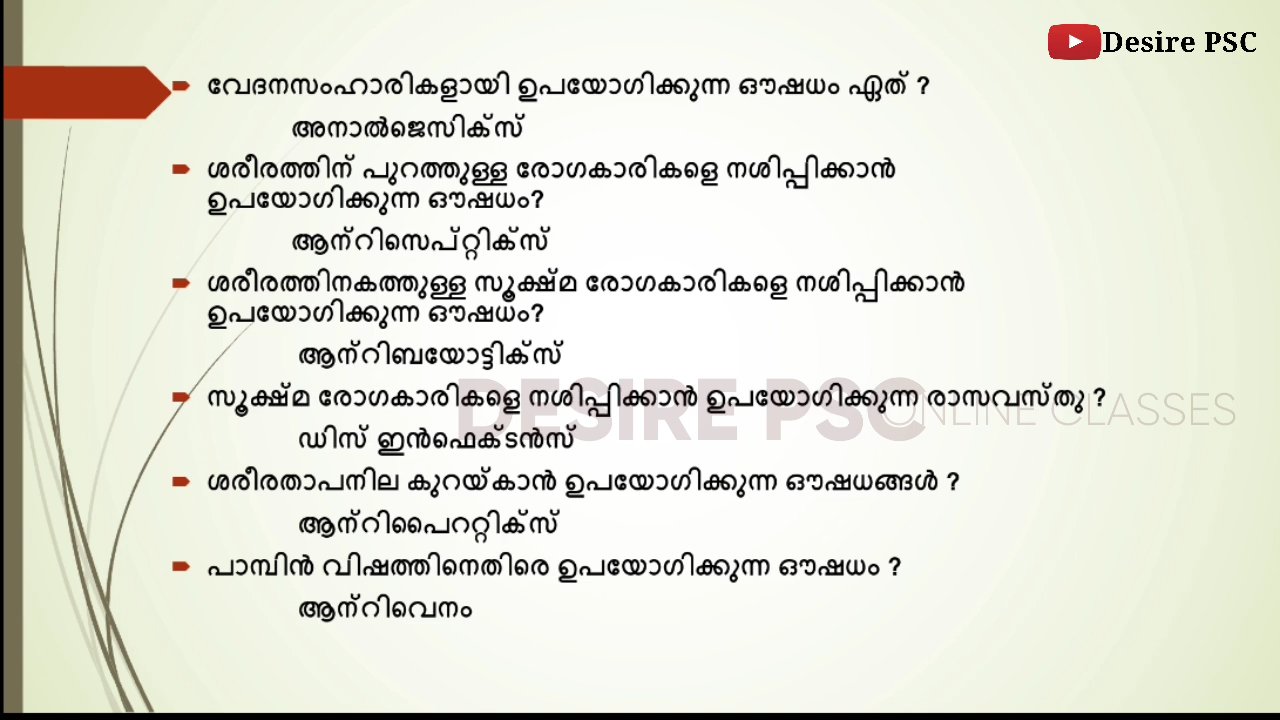 Desire PSC
വേദനസംഹാരികളായി ഉപയോഗിക്കുന്ന ഔഷധം ഏത് ?
അനാൽജെസിക്സ്
ശരീരത്തിന് പുറത്തുള്ള രോഗകാരികളെ നശിപ്പിക്കാൻ
ഉപയോഗിക്കുന്ന ഔഷധം?
ആന്റിസെപ്റ്റിക്സ്
ശരീരത്തിനകത്തുള്ള സൂക്ഷ്മ രോഗകാരികളെ നശിപ്പിക്കാൻ
ഉപയോഗിക്കുന്ന ഔഷധം?
ആന്റിബയോട്ടിക്സ്
സൂക്ഷ്മ രോഗകാരികളെ നശിപ്പിക്കാൻ ഉപയോഗിക്കുന്ന രാസവസ്തു ?
DESIRE PSC ONLINE CLASSES
ഡിസ് ഇൻഫെക്ടൻസ്
ശരീരതാപനില കുറയ്കാൻ ഉപയോഗിക്കുന്ന ഔഷധങ്ങൾ ?
ആന്റിപൈററ്റിക്സ്
പാമ്പിൻ വിഷത്തിനെതിരെ ഉപയോഗിക്കുന്ന ഔഷധം ?
ആന്റിവെനം